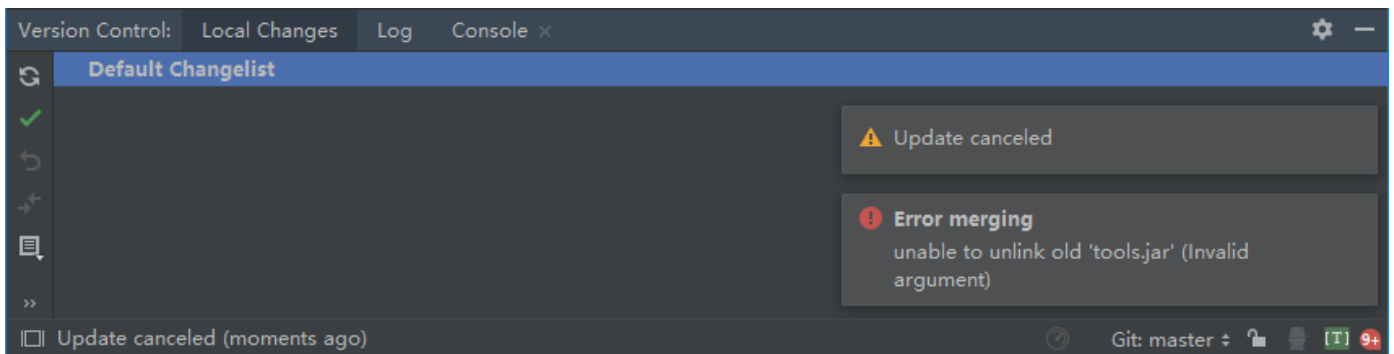 Version Control: Local Changes Log Console ×
Default Changelist
Update canceled
Error merging
unable to unlink old 'tools.jar' (Invalid
argument)
Update canceled (moments ago)
Git: master
[T]
9+